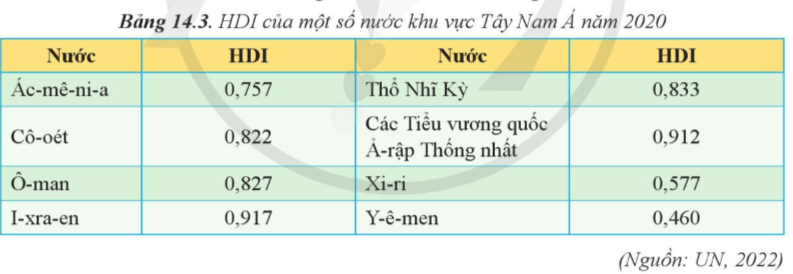 Bảng 14.3. HDI của một số nước khu vực Tây Nam Á năm 2020
Nước HDI Nước HDI
Ác-mê-ni-a 0,757 Thổ Nhĩ Kỳ 0,833
Cô-oét 0,822 Các Tiểu vương quốc
Ả-rập Thống nhất 0,912
Ô-man 0,827 Xi-ri 0,577
I-xra-en 0,917 Y-ê-men 0,460
(Nguồn: UN, 2022)